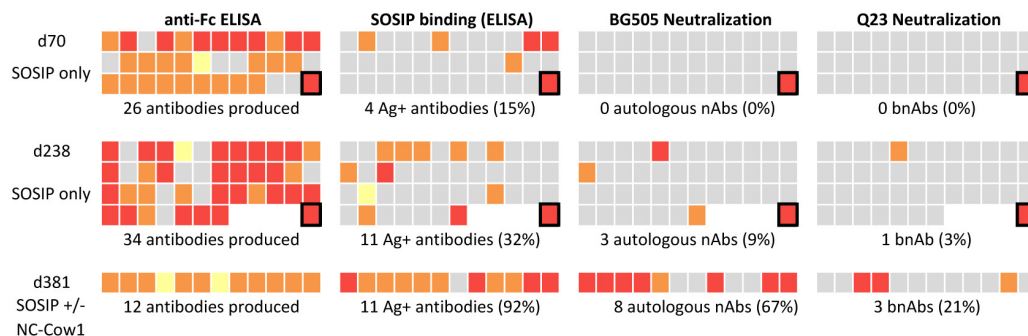 anti-Fc ELISA SOSIP binding (ELISA) BG505 Neutralization Q23 Neutralization
d70
SOSIP only
26 antibodies produced 4 Ag+ antibodies (15%) 0 autologous nAbs (0%) 0 bnAbs (0%)
d238
SOSIP only
34 antibodies produced 11 Ag+ antibodies (32%) 3 autologous nAbs (9%) 1 bnAb (3%)
d381
SOSIP +/-
NC-Cow1
12 antibodies produced 11 Ag+ antibodies (92%) 8 autologous nAbs (67%) 3 bnAbs (21%)